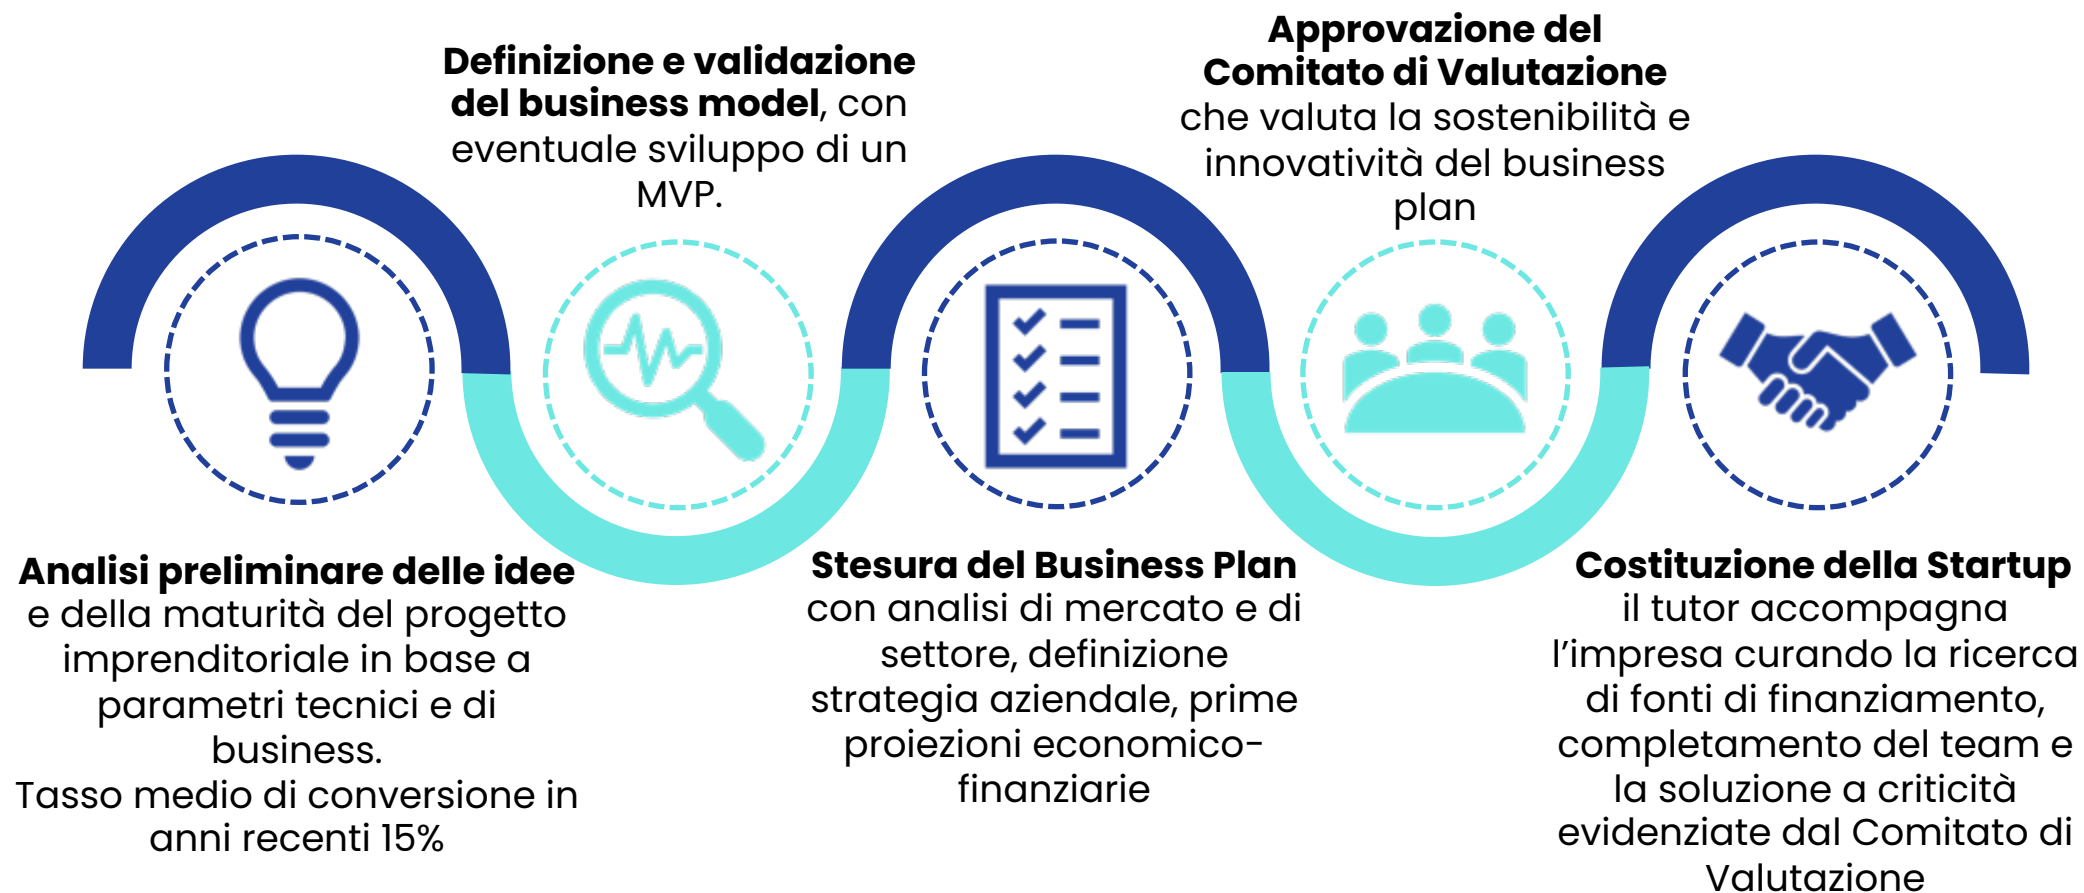 Analisi preliminare delle idee
e della maturità del progetto
imprenditoriale in base a
parametri tecnici e di
business.
Tasso medio di conversione in
anni recenti 15%
Definizione e validazione
del business model, con
eventuale sviluppo di un
MVP.
Stesura del Business Plan
con analisi di mercato e di
settore, definizione
strategia aziendale, prime
proiezioni economico-
finanziarie
Approvazione del
Comitato di Valutazione
che valuta la sostenibilità e
innovatività del business
plan
Costituzione della Startup
il tutor accompagna
l’impresa curando la ricerca
di fonti di finanziamento,
completamento del team e
la soluzione a criticità
evidenziate dal Comitato di
Valutazione